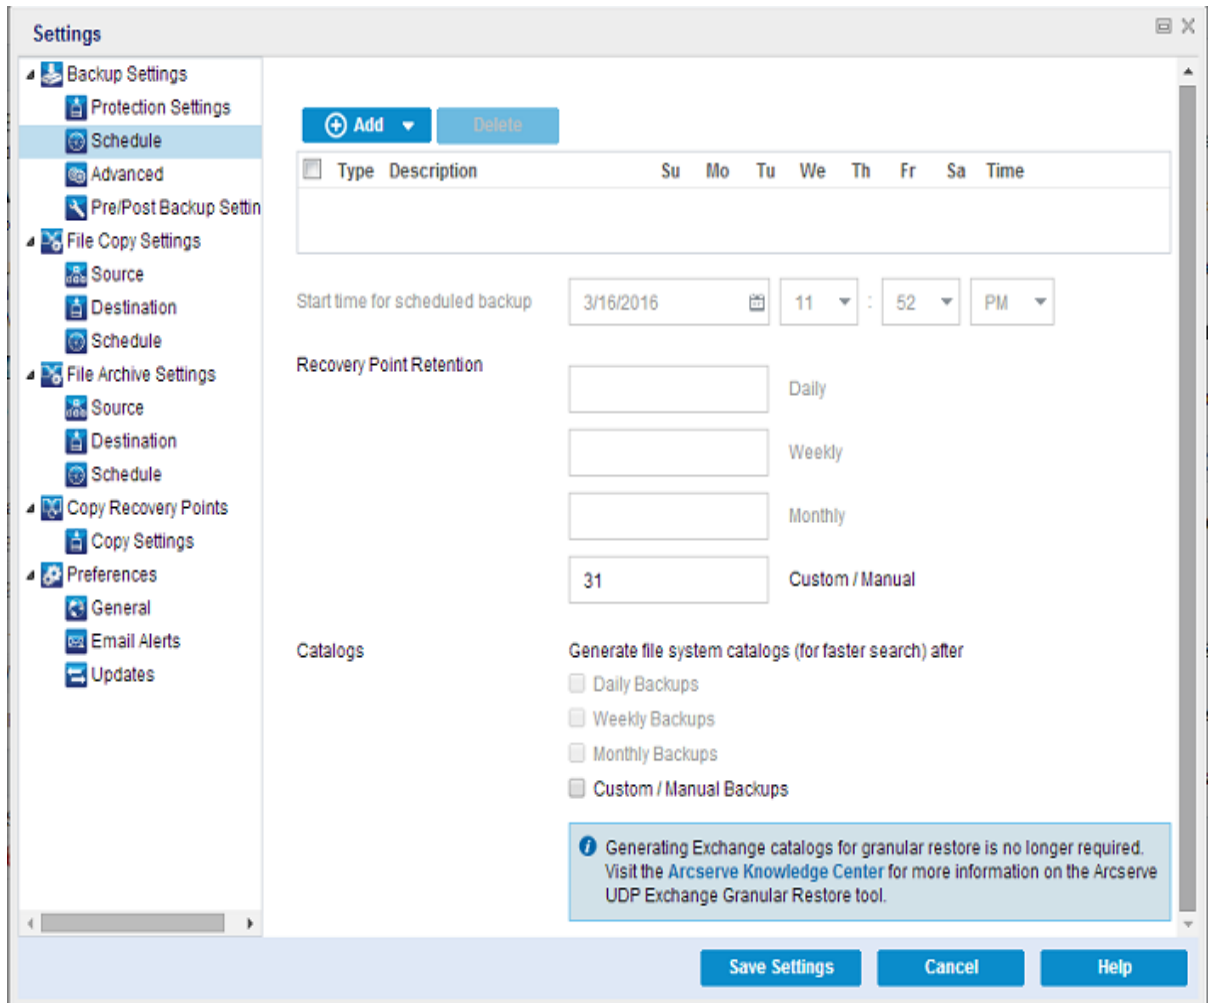 Settings
Backup Settings
Protection Settings
Schedule
Advanced
Pre/Post Backup Settin
File Copy Settings
Source
Destination
Schedule
File Archive Settings
Source
Destination
Schedule
Copy Recovery Points
Copy Settings
Preferences
General
Email Alerts
Updates
Add Delete
Type Description Su Mo Tu We Th Fr Sa Time
Start time for scheduled backup 3/16/2016 11 : 52 PM
Recovery Point Retention
Daily
Weekly
Monthly
31 Custom / Manual
Catalogs Generate file system catalogs (for faster search) after
Daily Backups
Weekly Backups
Monthly Backups
Custom / Manual Backups
Generating Exchange catalogs for granular restore is no longer required.
Visit the Arcserve Knowledge Center for more information on the Arcserve
UDP Exchange Granular Restore tool.
Save Settings Cancel Help